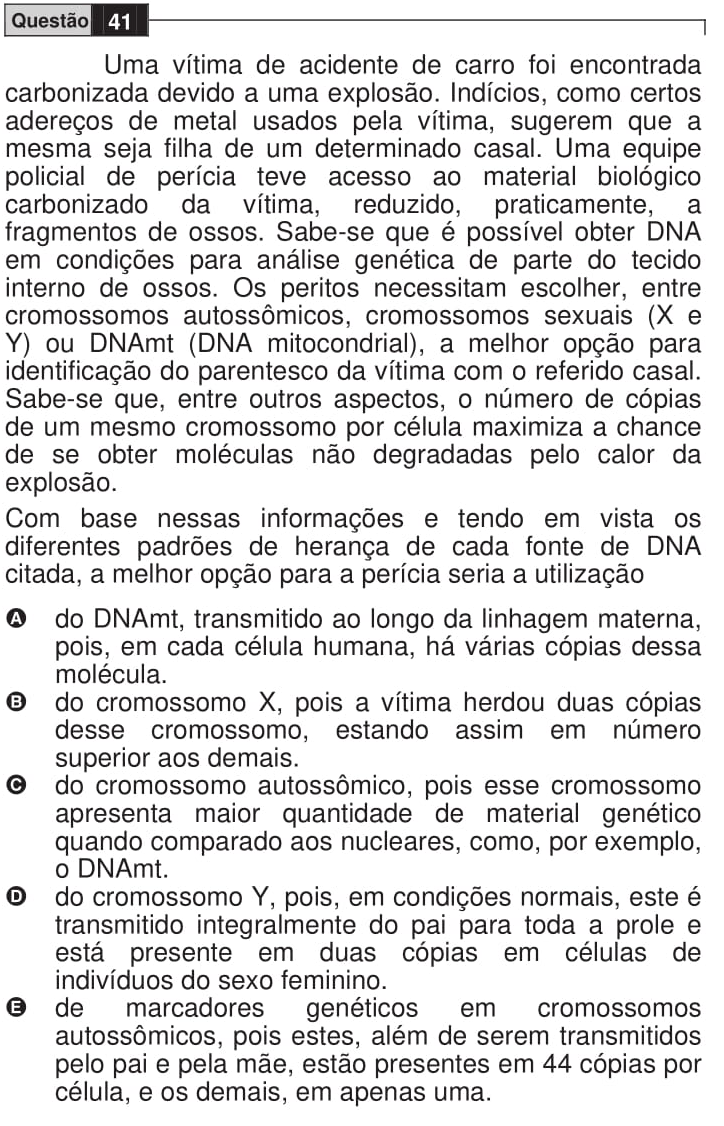 Questão 41
Uma vítima de acidente de carro foi encontrada
carbonizada devido a uma explosão. Indícios, como certos
adereços de metal usados pela vítima, sugerem que a
mesma seja filha de um determinado casal. Uma equipe
policial de perícia teve acesso ao material biológico
carbonizado da vítima, reduzido, praticamente, a
fragmentos de ossos. Sabe-se que é possível obter DNA
em condições para análise genética de parte do tecido
interno de ossos. Os peritos necessitam escolher, entre
cromossomos autossômicos, cromossomos sexuais (X e
Y) ou DNAmt (DNA mitocondrial), a melhor opção para
identificação do parentesco da vítima com o referido casal.
Sabe-se que, entre outros aspectos, o número de cópias
de um mesmo cromossomo por célula maximiza a chance
de se obter moléculas não degradadas pelo calor da
explosão.
Com base nessas informações e tendo em vista os
diferentes padrões de herança de cada fonte de DNA
citada, a melhor opção para a perícia seria a utilização
A do DNAmt, transmitido ao longo da linhagem materna,
pois, em cada célula humana, há várias cópias dessa
molécula.
B do cromossomo X, pois a vítima herdou duas cópias
desse cromossomo, estando assim em número
superior aos demais.
C do cromossomo autossômico, pois esse cromossomo
apresenta maior quantidade de material genético
quando comparado aos nucleares, como, por exemplo,
o DNAmt.
D do cromossomo Y, pois, em condições normais, este é
transmitido integralmente do pai para toda a prole e
está presente em duas cópias em células de
indivíduos do sexo feminino.
E de marcadores genéticos em cromossomos
autossômicos, pois estes, além de serem transmitidos
pelo pai e pela mãe, estão presentes em 44 cópias por
célula, e os demais, em apenas uma.